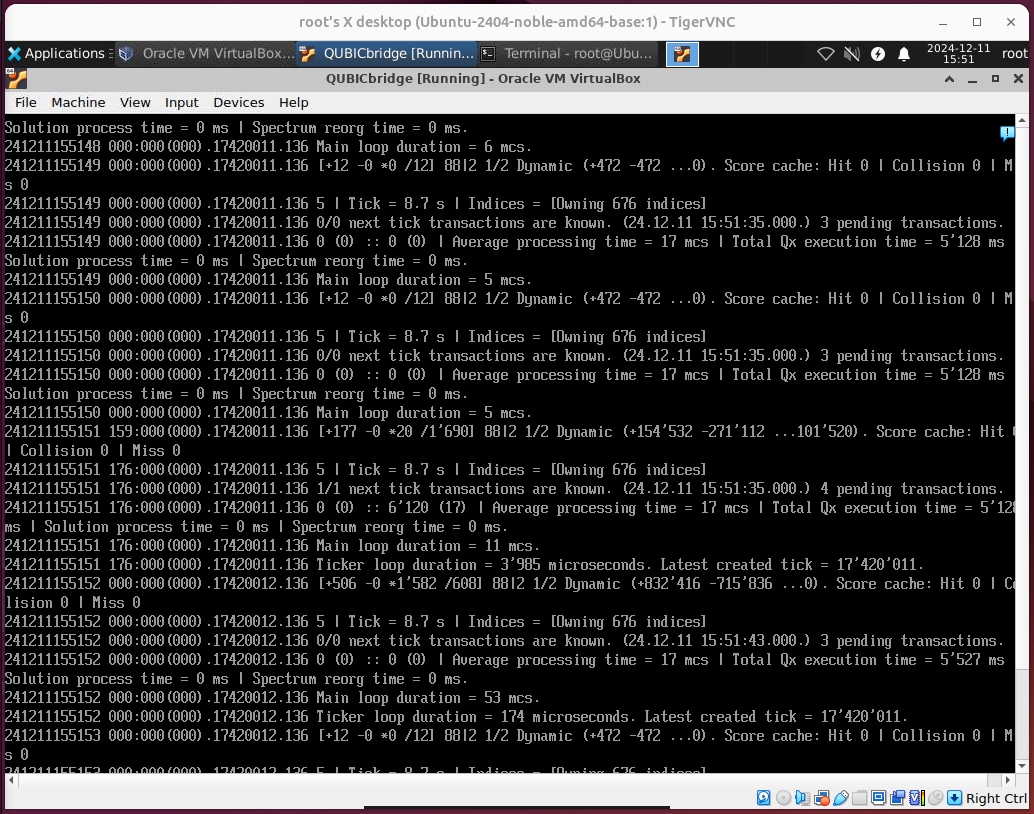 root's X desktop (Ubuntu-2404-noble-amd64-base:1) - TigerVNC
Applications Oracle VM VirtualBox... QUBICbridge [Runnin... Terminal - root@Ubu... 2024-12-11 15:51 root
QUBICbridge [Running] - Oracle VM VirtualBox
File Machine View Input Devices Help
Solution process time = 0 ms | Spectrum reorg time = 0 ms.
241211155148 000:000(000).17420011.136 Main loop duration = 6 mcs.
241211155149 000:000(000).17420011.136 [+12 -0 *0 /12] 88|2 1/2 Dynamic (+472 -472 ...0). Score cache: Hit 0 | Collision 0 | M
s 0
241211155149 000:000(000).17420011.136 5 | Tick = 8.7 s | Indices = [Owning 676 indices]
241211155149 000:000(000).17420011.136 0/0 next tick transactions are known. (24.12.11 15:51:35.000.) 3 pending transactions.
241211155149 000:000(000).17420011.136 0 (0) :: 0 (0) | Average processing time = 17 mcs | Total Qx execution time = 5'128 ms
Solution process time = 0 ms | Spectrum reorg time = 0 ms.
241211155149 000:000(000).17420011.136 Main loop duration = 5 mcs.
241211155150 000:000(000).17420011.136 [+12 -0 *0 /12] 88|2 1/2 Dynamic (+472 -472 ...0). Score cache: Hit 0 | Collision 0 | M
s 0
241211155150 000:000(000).17420011.136 5 | Tick = 8.7 s | Indices = [Owning 676 indices]
241211155150 000:000(000).17420011.136 0/0 next tick transactions are known. (24.12.11 15:51:35.000.) 3 pending transactions.
241211155150 000:000(000).17420011.136 0 (0) :: 0 (0) | Average processing time = 17 mcs | Total Qx execution time = 5'128 ms
Solution process time = 0 ms | Spectrum reorg time = 0 ms.
241211155150 000:000(000).17420011.136 Main loop duration = 5 mcs.
241211155151 159:000(000).17420011.136 [+177 -0 *20 /1'690] 88|2 1/2 Dynamic (+154'532 -271'112 ...101'520). Score cache: Hit
| Collision 0 | Miss 0
241211155151 176:000(000).17420011.136 5 | Tick = 8.7 s | Indices = [Owning 676 indices]
241211155151 176:000(000).17420011.136 1/1 next tick transactions are known. (24.12.11 15:51:35.000.) 4 pending transactions.
241211155151 176:000(000).17420011.136 0 (0) :: 6'120 (17) | Average processing time = 17 mcs | Total Qx execution time = 5'128
ms | Solution process time = 0 ms | Spectrum reorg time = 0 ms.
241211155151 176:000(000).17420011.136 Main loop duration = 11 mcs.
241211155151 176:000(000).17420011.136 Ticker loop duration = 3'985 microseconds. Latest created tick = 17'420'011.
241211155152 000:000(000).17420012.136 [+506 -0 *1'582 /608] 88|2 1/2 Dynamic (+832'416 -715'836 ...0). Score cache: Hit 0 | Co
lision 0 | Miss 0
241211155152 000:000(000).17420012.136 5 | Tick = 8.7 s | Indices = [Owning 676 indices]
241211155152 000:000(000).17420012.136 0/0 next tick transactions are known. (24.12.11 15:51:43.000.) 3 pending transactions.
241211155152 000:000(000).17420012.136 0 (0) :: 0 (0) | Average processing time = 17 mcs | Total Qx execution time = 5'527 ms
Solution process time = 0 ms | Spectrum reorg time = 0 ms.
241211155152 000:000(000).17420012.136 Main loop duration = 53 mcs.
241211155152 000:000(000).17420012.136 Ticker loop duration = 174 microseconds. Latest created tick = 17'420'011.
241211155153 000:000(000).17420012.136 [+12 -0 *0 /12] 88|2 1/2 Dynamic (+472 -472 ...0). Score cache: Hit 0 | Collision 0 | M
s 0
241211155153 000:000(000).17420012.136 5 | Tick = 8.7 s | Indices = [Owning 676 indices]
Right Ctrl